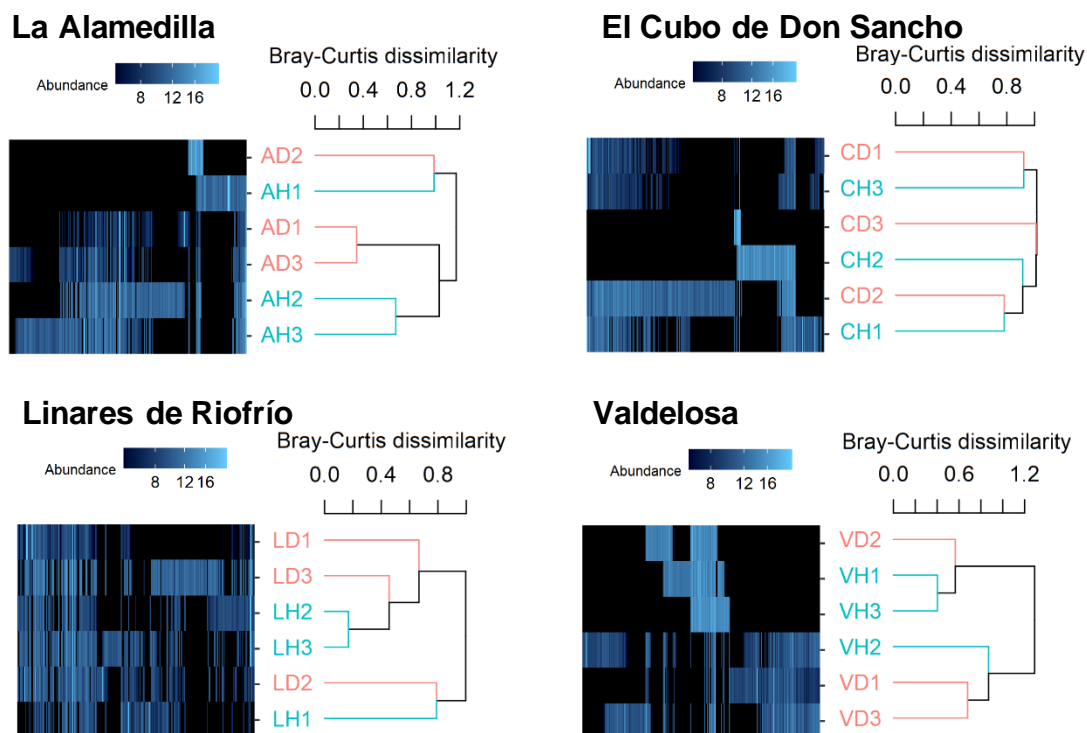 La Alamedilla
Bray-Curtis dissimilarity
Abundance
8 12 16
0.0 0.4 0.8 1.2
AD2
AH1
AD1
AD3
AH2
AH3
El Cubo de Don Sancho
Bray-Curtis dissimilarity
Abundance
8 12 16
0.0 0.8
CD1
CH3
CD3
CH2
CD2
CH1
Linares de Riofrío
Bray-Curtis dissimilarity
Abundance
8 12 16
0.0 0.4 0.8
LD1
LD3
LH2
LH3
LD2
LH1
Valdelosa
Bray-Curtis dissimilarity
Abundance
8 12 16
0.0 0.6 1.2
VD2
VH1
VH3
VH2
VD1
VD3